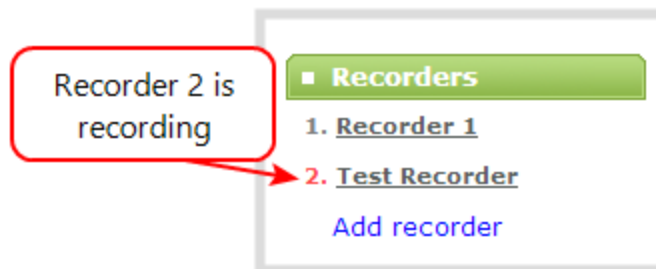 Recorder 2 is
recording
Recorders
1. Recorder 1
2. Test Recorder
Add recorder